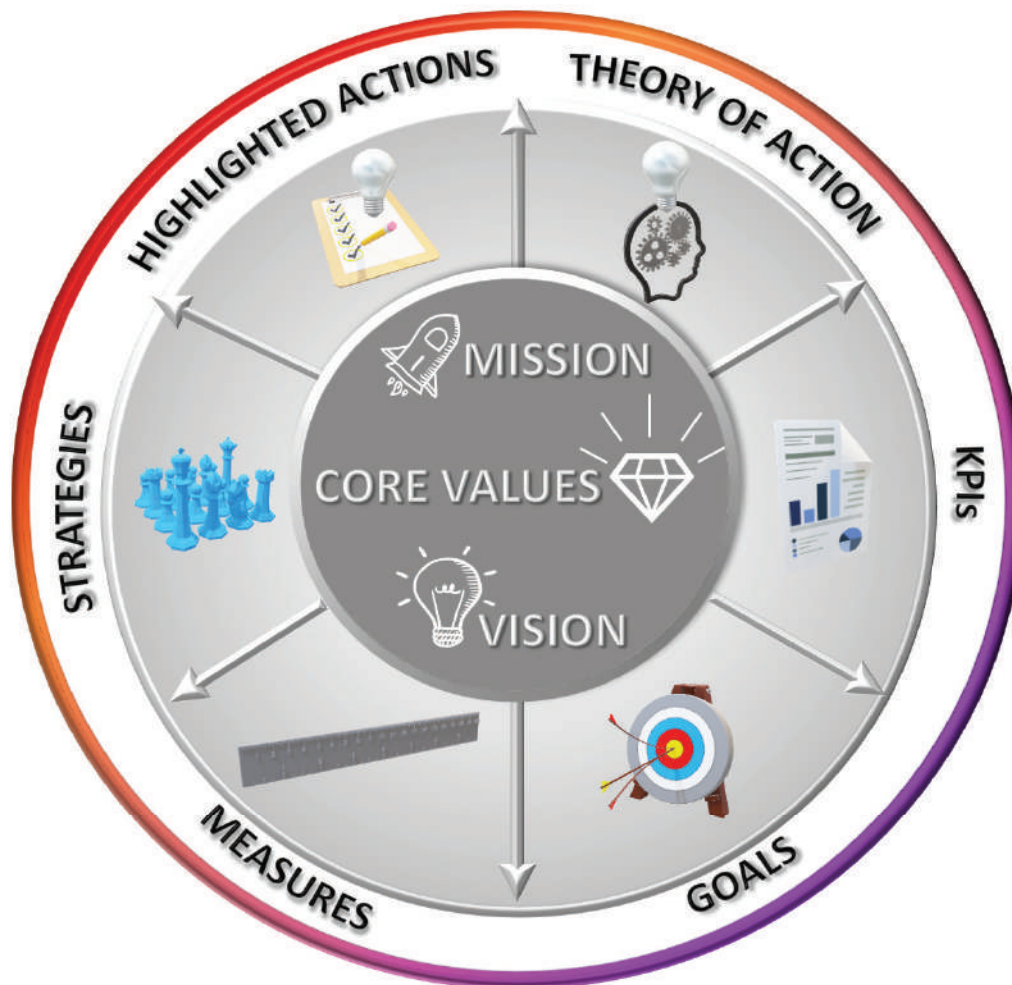 HIGHLIGHTED ACTIONS
THEORY OF ACTION
KPIs
GOALS
MEASURES
STRATEGIES
MISSION
CORE VALUES
VISION